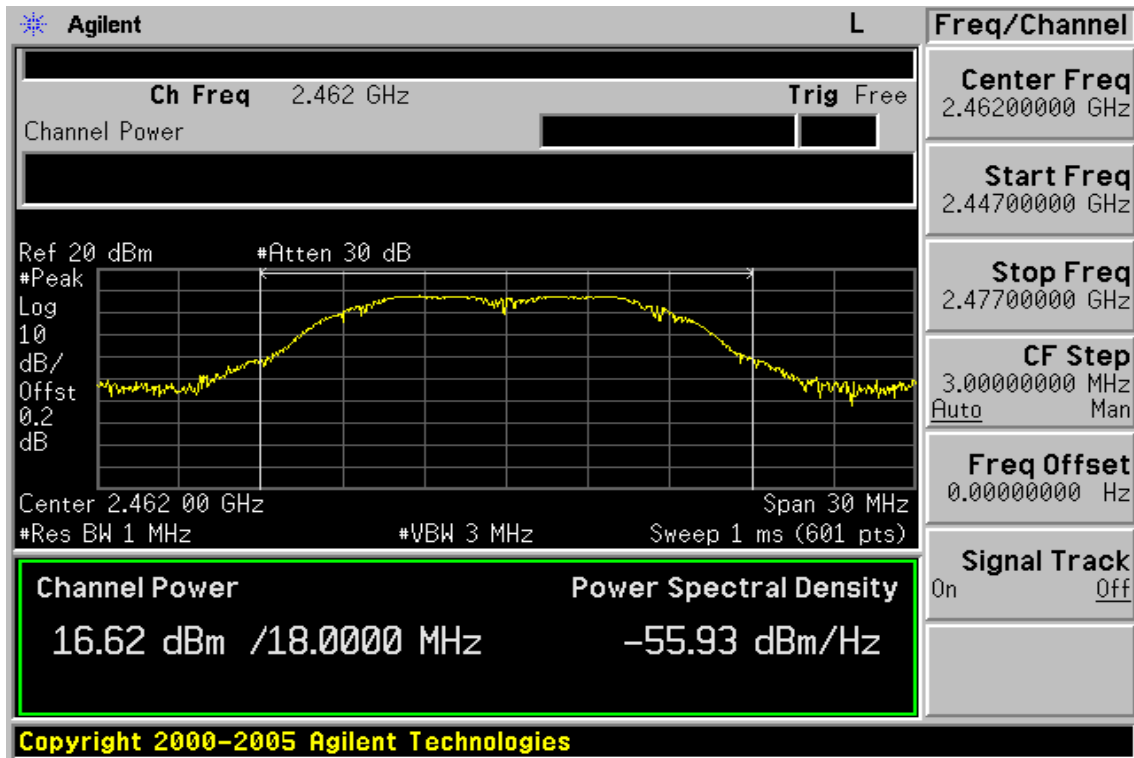 Agilent L
Ch Freq 2.462 GHz Trig Free
Channel Power
Ref 20 dBm #Atten 30 dB
#Peak
Log
10
dB/
Offst
0.2
dB
Center 2.462 00 GHz Span 30 MHz
#Res BW 1 MHz #VBW 3 MHz Sweep 1 ms (601 pts)
Channel Power Power Spectral Density
16.62 dBm /18.0000 MHz -55.93 dBm/Hz
Copyright 2000-2005 Agilent Technologies
Freq/Channel
Center Freq
2.46200000 GHz
Start Freq
2.44700000 GHz
Stop Freq
2.47700000 GHz
CF Step
3.00000000 MHz
Auto Man
Freq Offset
0.00000000 Hz
Signal Track
On Off